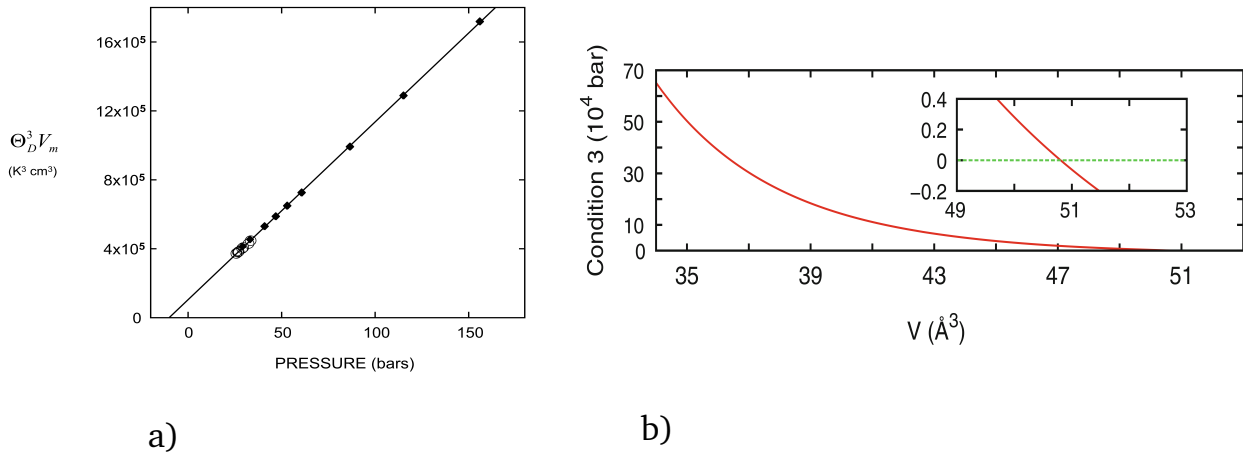 16x10⁵
12x10⁵
8x10⁵
4x10⁵
0
Θ_D³V_m
(K³ cm³)
0 50 100 150
PRESSURE (bars)
a)
Condition 3 (10⁴ bar)
70
50
30
10
0
35 39 43 47 51
V (Å³)
0.4
0.2
0
−0.2
49 51 53
b)